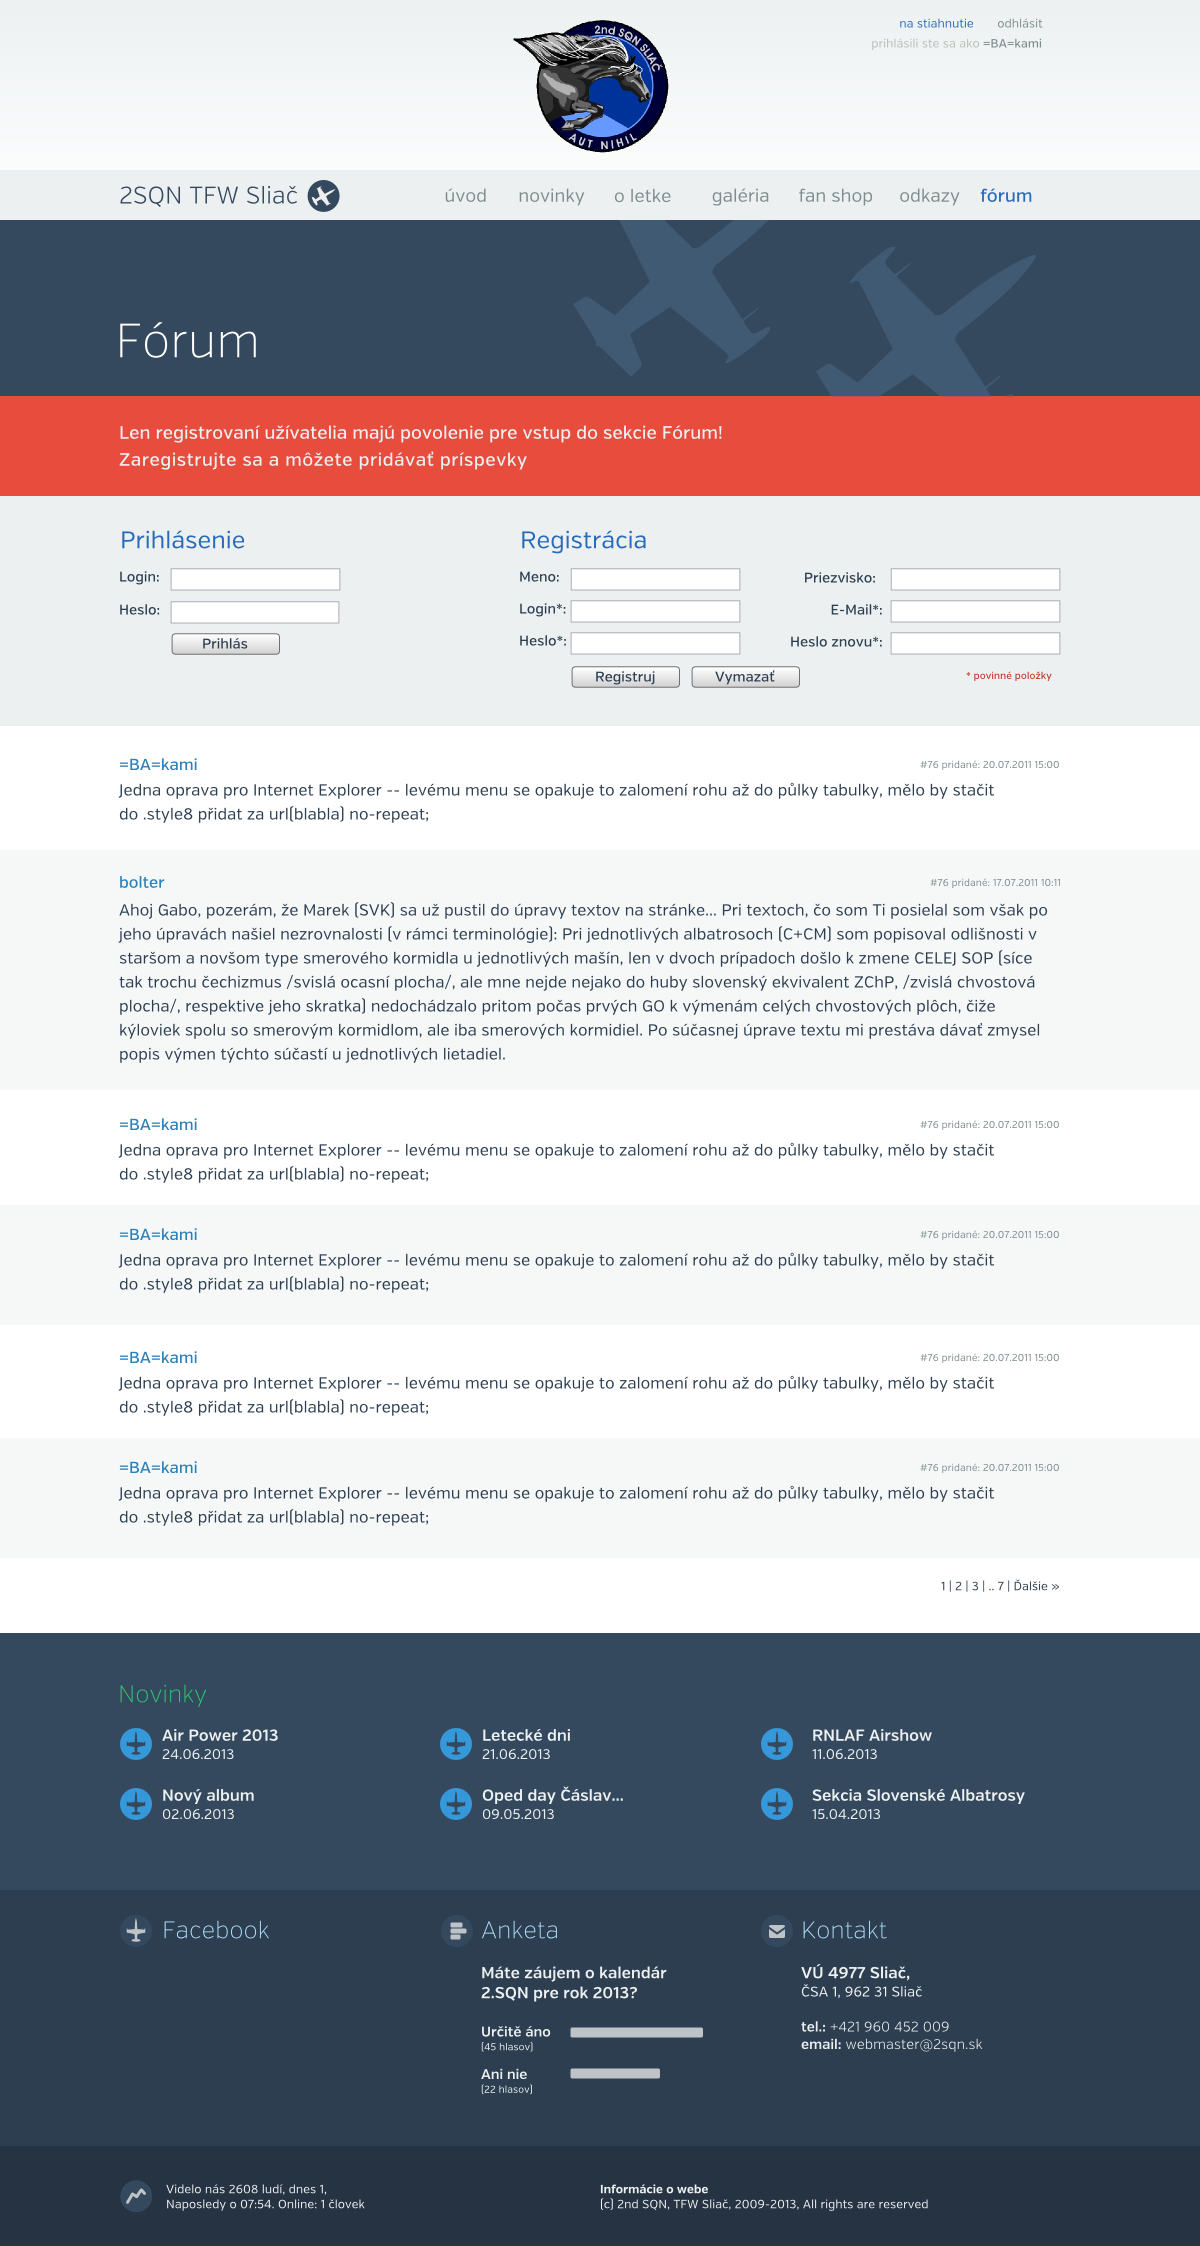 2nd SQN SLIAČ
AUT NIHIL
na stiahnutie odhlásit
prihlásili ste sa ako =BA=kami
2SQN TFW Sliač
úvod novinky o letke galéria fan shop odkazy fórum
Fórum
Len registrovaní užívatelia majú povolenie pre vstup do sekcie Fórum!
Zaregistrujte sa a môžete pridávať príspevky
Prihlásenie
Login:
Heslo:
Prihlás
Registrácia
Meno: Priezvisko:
Login*: E-Mail*:
Heslo*: Heslo znovu*:
Registruj Vymazať * povinné položky
=BA=kami #76 pridané: 20.07.2011 15:00
Jedna oprava pro Internet Explorer -- levému menu se opakuje to zalomení rohu až do půlky tabulky, mělo by stačit
do .style8 přidat za url(blabla) no-repeat;
bolter #76 pridané: 17.07.2011 10:11
Ahoj Gabo, pozerám, že Marek (SVK) sa už pustil do úpravy textov na stránke... Pri textoch, čo som Ti posielal som však po
jeho úpravách našiel nezrovnalosti (v rámci terminológie): Pri jednotlivých albatrosoch (C+CM) som popisoval odlišnosti v
staršom a novšom type smerového kormidla u jednotlivých mašín, len v dvoch prípadoch došlo k zmene CELEJ SOP (síce
tak trochu čechizmus /svislá ocasní plocha/, ale mne nejde nejako do huby slovenský ekvivalent ZChP, /zvislá chvostová
plocha/, respektive jeho skratka) nedochádzalo pritom počas prvých GO k výmenám celých chvostových plôch, čiže
kýloviek spolu so smerovým kormidlom, ale iba smerových kormidiel. Po súčasnej úprave textu mi prestáva dávať zmysel
popis výmen týchto súčastí u jednotlivých lietadiel.
=BA=kami #76 pridané: 20.07.2011 15:00
Jedna oprava pro Internet Explorer -- levému menu se opakuje to zalomení rohu až do půlky tabulky, mělo by stačit
do .style8 přidat za url(blabla) no-repeat;
=BA=kami #76 pridané: 20.07.2011 15:00
Jedna oprava pro Internet Explorer -- levému menu se opakuje to zalomení rohu až do půlky tabulky, mělo by stačit
do .style8 přidat za url(blabla) no-repeat;
=BA=kami #76 pridané: 20.07.2011 15:00
Jedna oprava pro Internet Explorer -- levému menu se opakuje to zalomení rohu až do půlky tabulky, mělo by stačit
do .style8 přidat za url(blabla) no-repeat;
=BA=kami #76 pridané: 20.07.2011 15:00
Jedna oprava pro Internet Explorer -- levému menu se opakuje to zalomení rohu až do půlky tabulky, mělo by stačit
do .style8 přidat za url(blabla) no-repeat;
1 | 2 | 3 | .. 7 | Ďalšie »
Novinky
Air Power 2013
24.06.2013
Letecké dni
21.06.2013
RNLAF Airshow
11.06.2013
Nový album
02.06.2013
Oped day Čáslav...
09.05.2013
Sekcia Slovenské Albatrosy
15.04.2013
Facebook
Anketa
Máte záujem o kalendár
2.SQN pre rok 2013?
Určitě áno
(45 hlasov)
Ani nie
(22 hlasov)
Kontakt
VÚ 4977 Sliač,
ČSA 1, 962 31 Sliač
tel.: +421 960 452 009
email: webmaster@2sqn.sk
Videlo nás 2608 ludí, dnes 1,
Naposledy o 07:54. Online: 1 človek
Informácie o webe
(c) 2nd SQN, TFW Sliač, 2009-2013, All rights are reserved